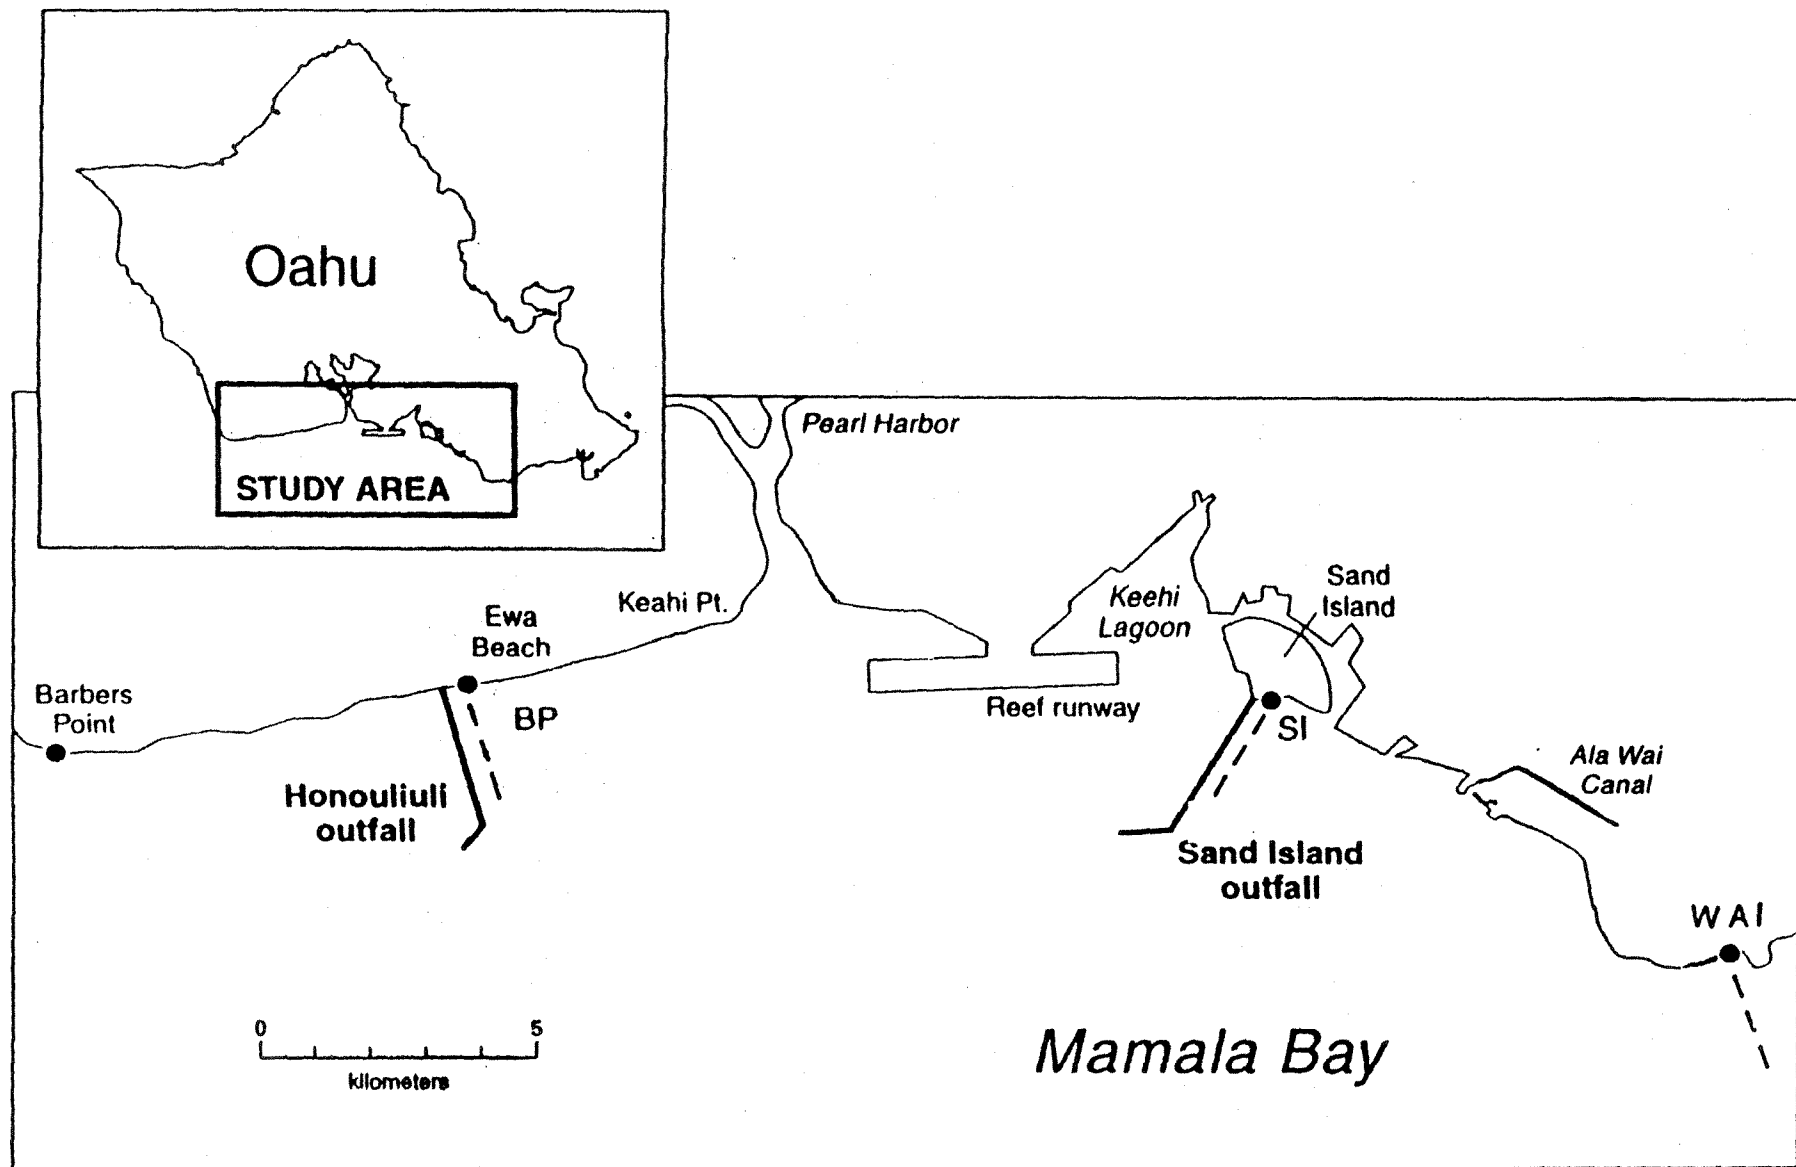 Oahu
STUDY AREA
Pearl Harbor
Keahi Pt.
Ewa
Beach
Barbers
Point
BP
Honouliuli
outfall
Keehi
Lagoon
Sand
Island
Reef runway
SI
Sand Island
outfall
Ala Wai
Canal
WAI
0 5
kilometers
Mamala Bay